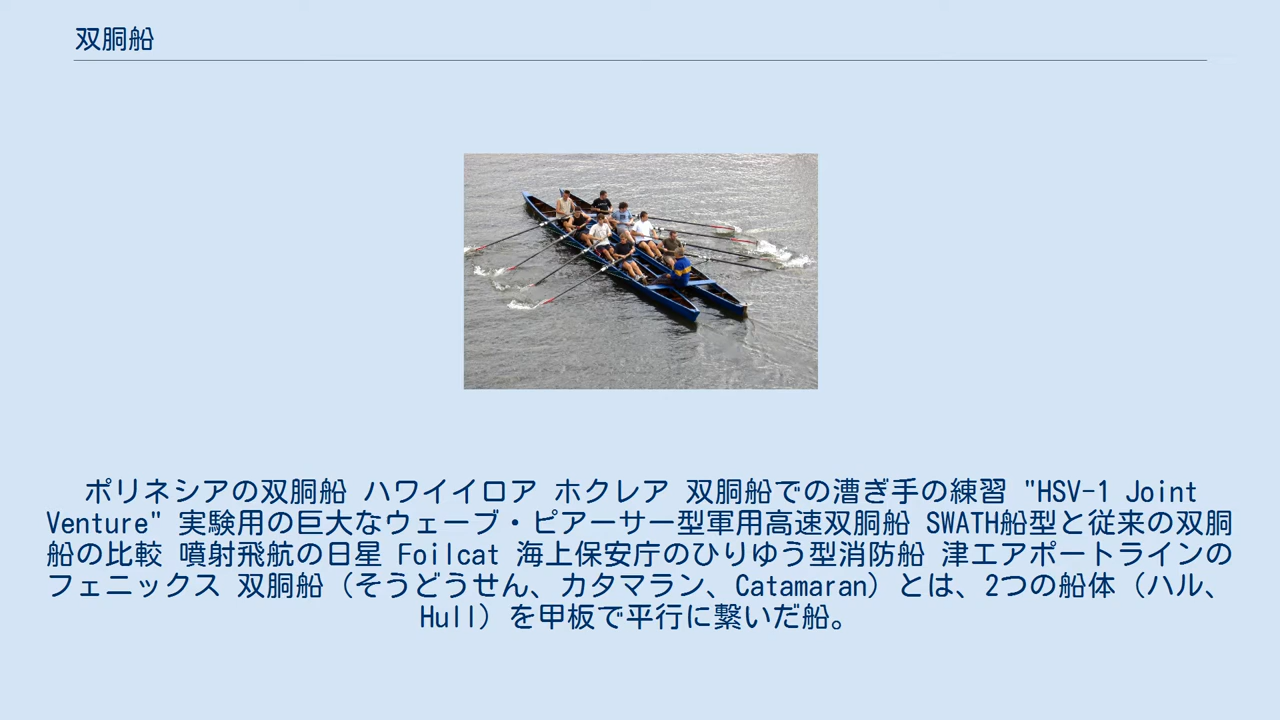 双胴船
ポリネシアの双胴船 ハワイイロア ホクレア 双胴船での漕ぎ手の練習 "HSV-1 Joint
Venture" 実験用の巨大なウェーブ・ピアーサー型軍用高速双胴船 SWATH船型と従来の双胴
船の比較 噴射飛航の日星 Foilcat 海上保安庁のひりゆう型消防船 津エアポートラインの
フェニックス 双胴船（そうどうせん、カタマラン、Catamaran）とは、2つの船体（ハル、
Hull）を甲板で平行に繋いだ船。